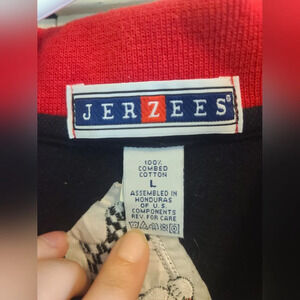 JERZEES®
100%
COMBED
COTTON
L
ASSEMBLED IN
HONDURAS
OF U.S.
COMPONENTS
REV. FOR CARE